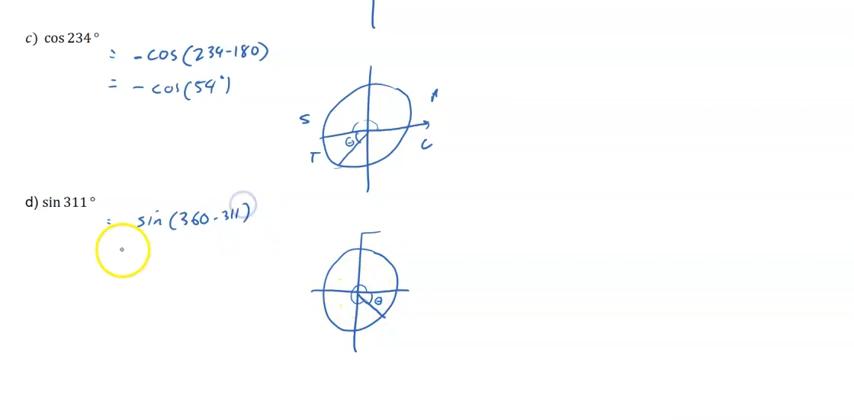 c) cos 234°
= -cos(234-180)
= -cos(54°)
A
S
θ
T
C
d) sin 311°
= sin(360-311)
θ